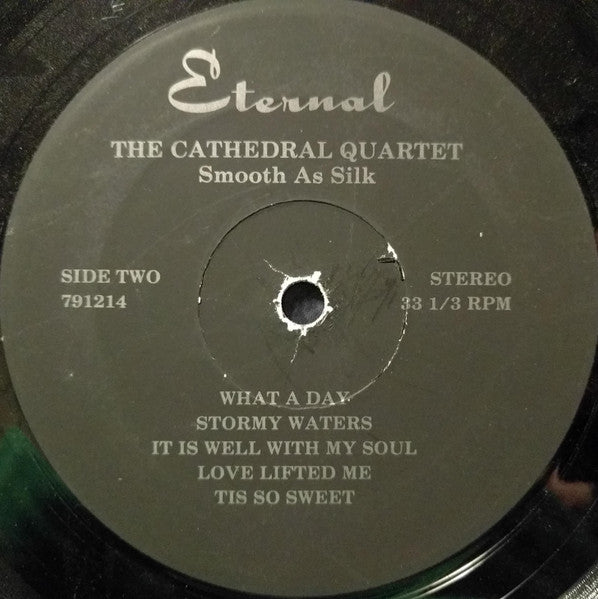 Eternal
THE CATHEDRAL QUARTET
Smooth As Silk
SIDE TWO
791214
STEREO
33 1/3 RPM
WHAT A DAY
STORMY WATERS
IT IS WELL WITH MY SOUL
LOVE LIFTED ME
TIS SO SWEET